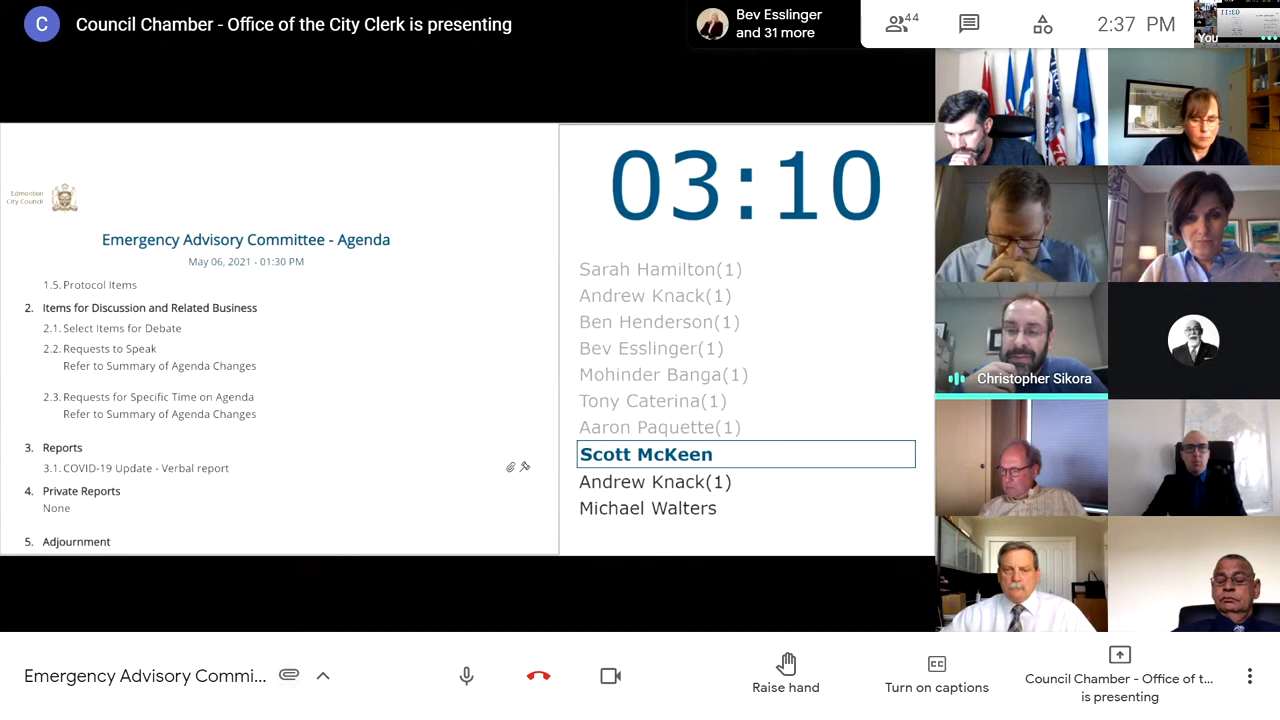 C
Council Chamber - Office of the City Clerk is presenting
Bev Esslinger
and 31 more
44
2:37 PM
03:11
You
Edmonton
City Council
Emergency Advisory Committee - Agenda
May 06, 2021 - 01:30 PM
1.5. Protocol Items
2. Items for Discussion and Related Business
2.1. Select Items for Debate
2.2. Requests to Speak
Refer to Summary of Agenda Changes
2.3. Requests for Specific Time on Agenda
Refer to Summary of Agenda Changes
3. Reports
3.1. COVID-19 Update - Verbal report
4. Private Reports
None
5. Adjournment
03:10
Sarah Hamilton(1)
Andrew Knack(1)
Ben Henderson(1)
Bev Esslinger(1)
Mohinder Banga(1)
Tony Caterina(1)
Aaron Paquette(1)
Scott McKeen
Andrew Knack(1)
Michael Walters
Christopher Sikora
Emergency Advisory Commi...
Raise hand
CC
Turn on captions
Council Chamber - Office of t...
is presenting